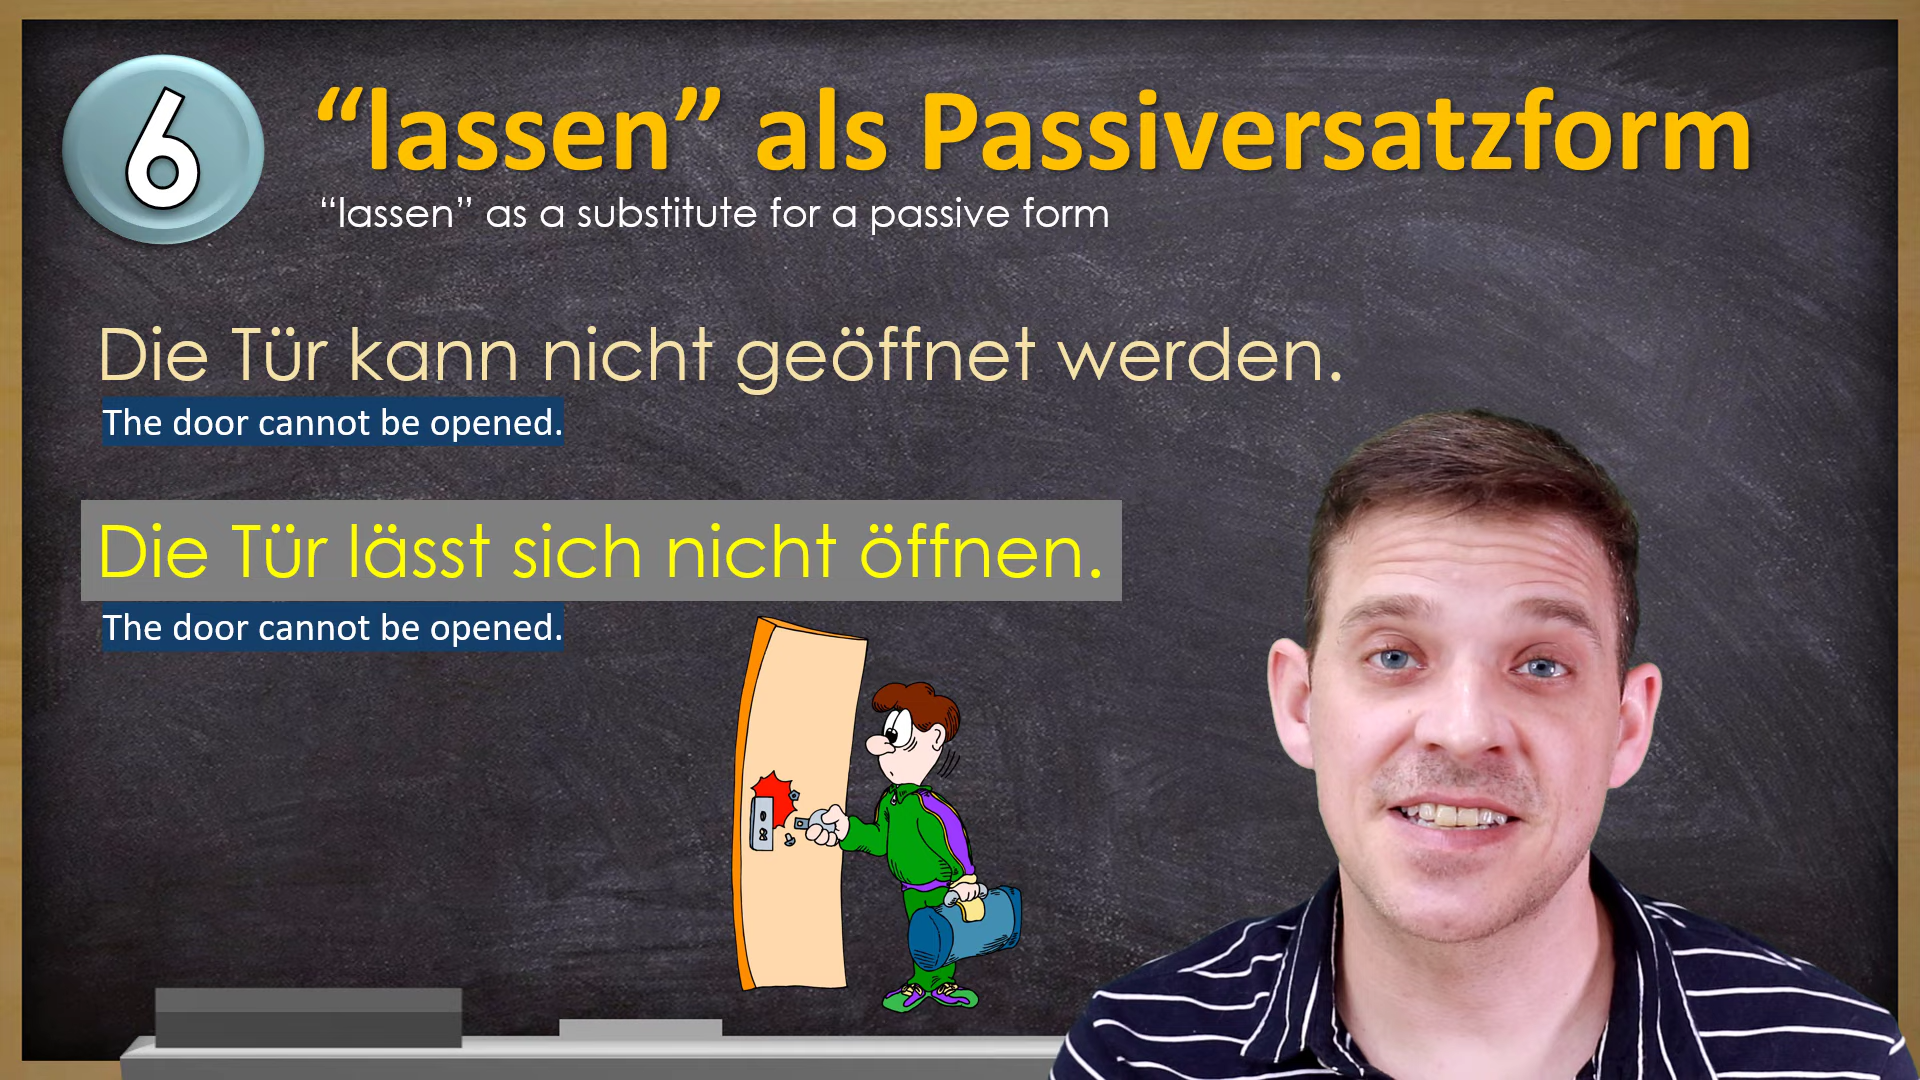 6
“lassen” als Passiversatzform
“lassen” as a substitute for a passive form
Die Tür kann nicht geöffnet werden.
The door cannot be opened.
Die Tür lässt sich nicht öffnen.
The door cannot be opened.